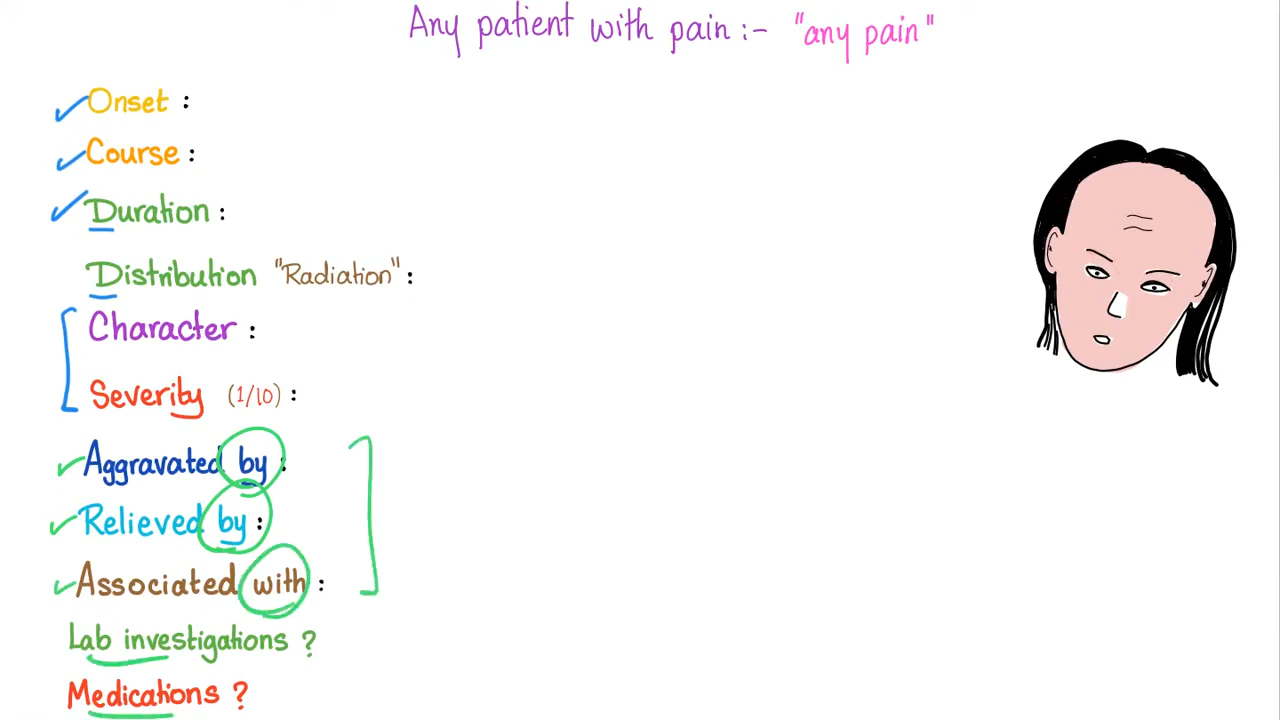 Any patient with pain :- "any pain"
Onset :
Course :
Duration :
Distribution "Radiation" :
Character :
Severity (1/10) :
Aggravated by :
Relieved by :
Associated with :
Lab investigations ?
Medications ?